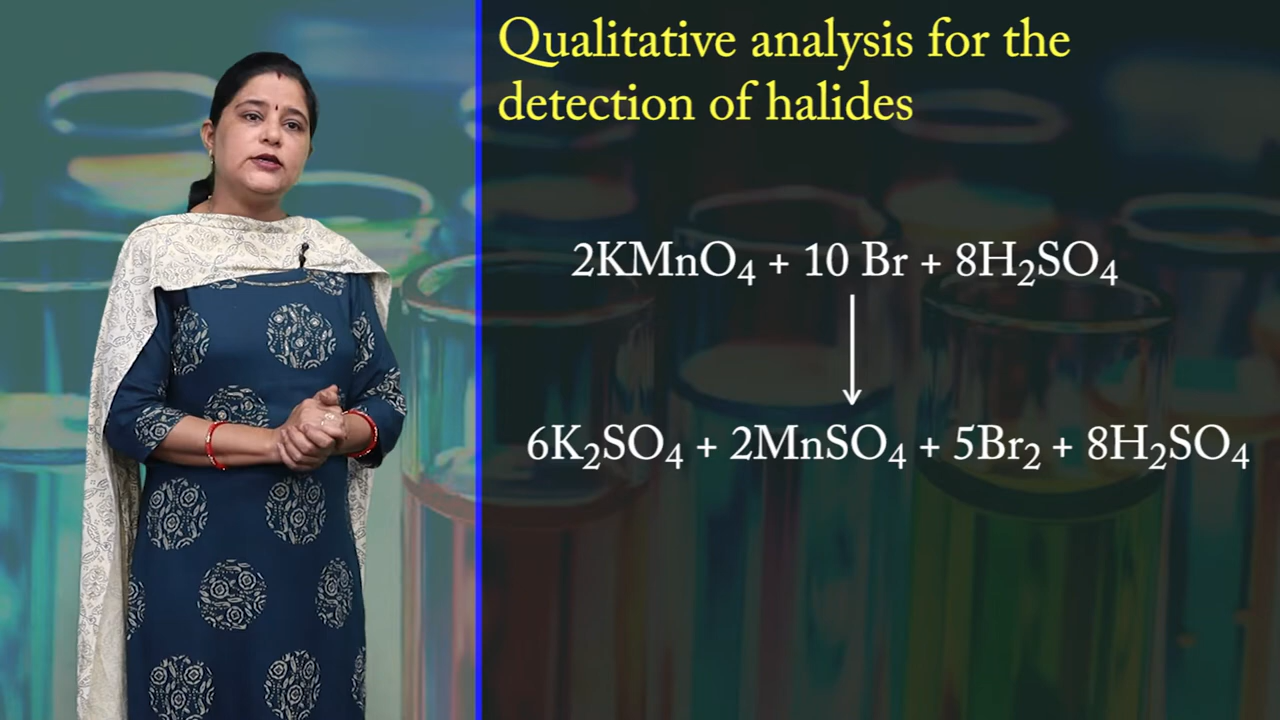 Qualitative analysis for the
detection of halides
2KMnO₄ + 10 Br + 8H₂SO₄
6K₂SO₄ + 2MnSO₄ + 5Br₂ + 8H₂SO₄